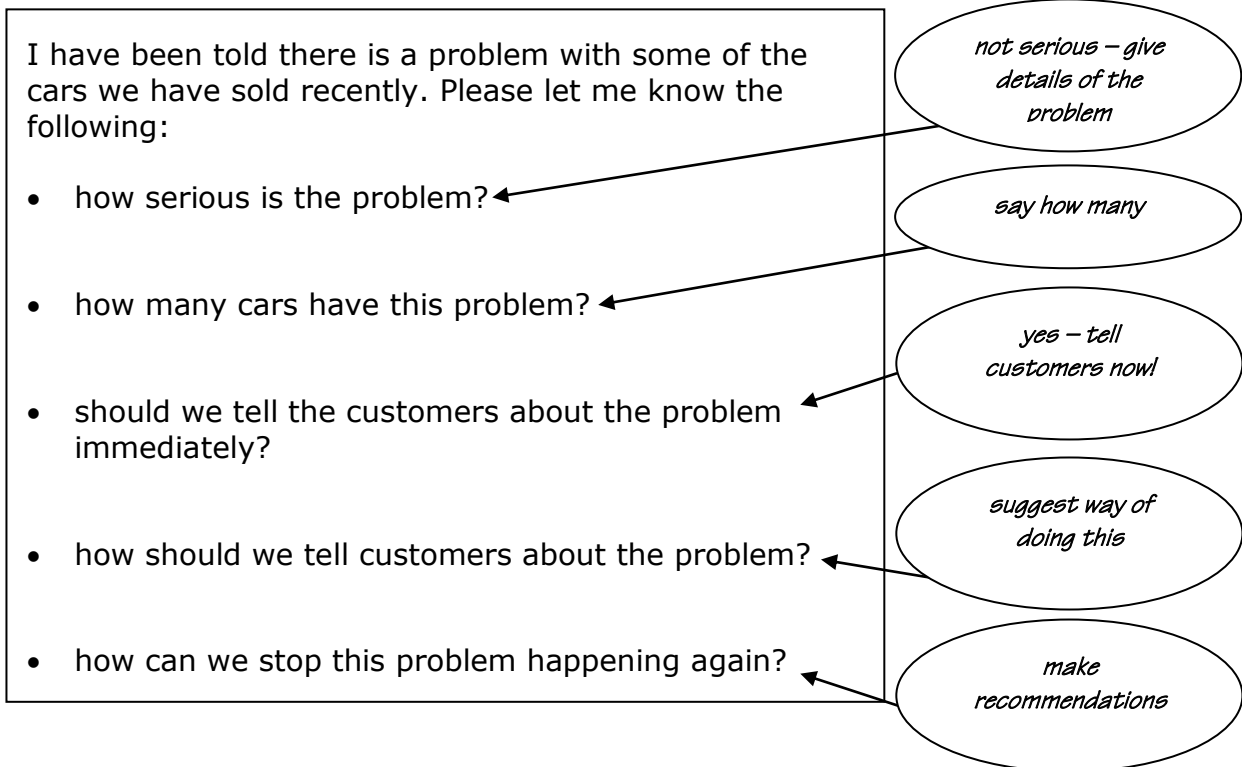 I have been told there is a problem with some of the
cars we have sold recently. Please let me know the
following:
• how serious is the problem?
• how many cars have this problem?
• should we tell the customers about the problem
immediately?
• how should we tell customers about the problem?
• how can we stop this problem happening again?
not serious – give
details of the
problem
say how many
yes – tell
customers now!
suggest way of
doing this
make
recommendations